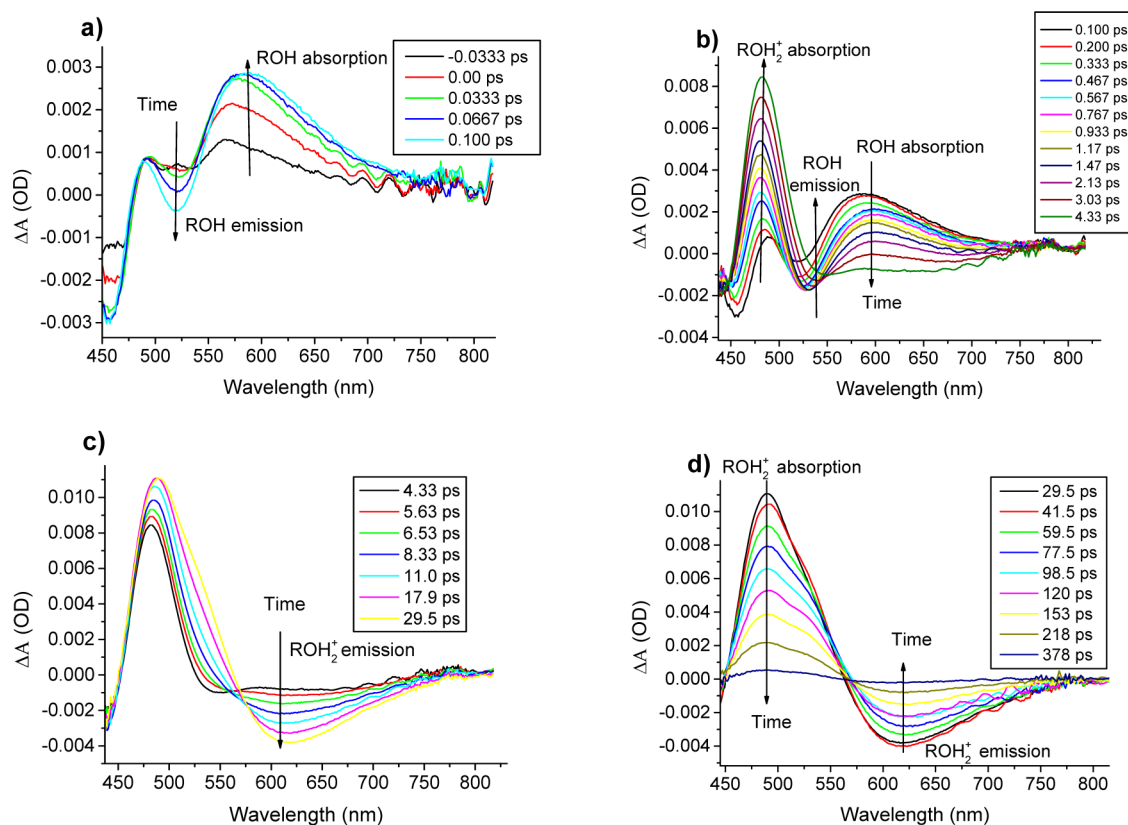 a)
ROH absorption
Time
ROH emission
-0.0333 ps
0.00 ps
0.0333 ps
0.0667 ps
0.100 ps
0.003
0.002
0.001
0.000
-0.001
-0.002
-0.003
ΔA (OD)
450 500 550 600 650 700 750 800
Wavelength (nm)
b)
ROH₂⁺ absorption
ROH
emission
ROH absorption
Time
0.100 ps
0.200 ps
0.333 ps
0.467 ps
0.567 ps
0.767 ps
0.933 ps
1.17 ps
1.47 ps
2.13 ps
3.03 ps
4.33 ps
0.008
0.006
0.004
0.002
0.000
-0.002
-0.004
ΔA (OD)
450 500 550 600 650 700 750 800
Wavelength (nm)
c)
Time
ROH₂⁺ emission
4.33 ps
5.63 ps
6.53 ps
8.33 ps
11.0 ps
17.9 ps
29.5 ps
0.010
0.008
0.006
0.004
0.002
0.000
-0.002
-0.004
ΔA (OD)
450 500 550 600 650 700 750 800
Wavelength (nm)
d)
ROH₂⁺ absorption
Time
Time
ROH₂⁺ emission
29.5 ps
41.5 ps
59.5 ps
77.5 ps
98.5 ps
120 ps
153 ps
218 ps
378 ps
0.010
0.008
0.006
0.004
0.002
0.000
-0.002
-0.004
ΔA (OD)
450 500 550 600 650 700 750 800
Wavelength (nm)